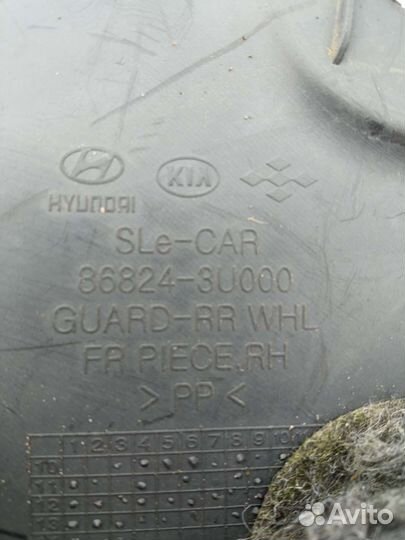 HYUNDAI
KIA
SLe-CAR
86824-3U000
GUARD-RR WHL
FR PIECE.RH
>PP<
1 2 3 4 5 6 7 8 9 10
10
11
12
13
Avito